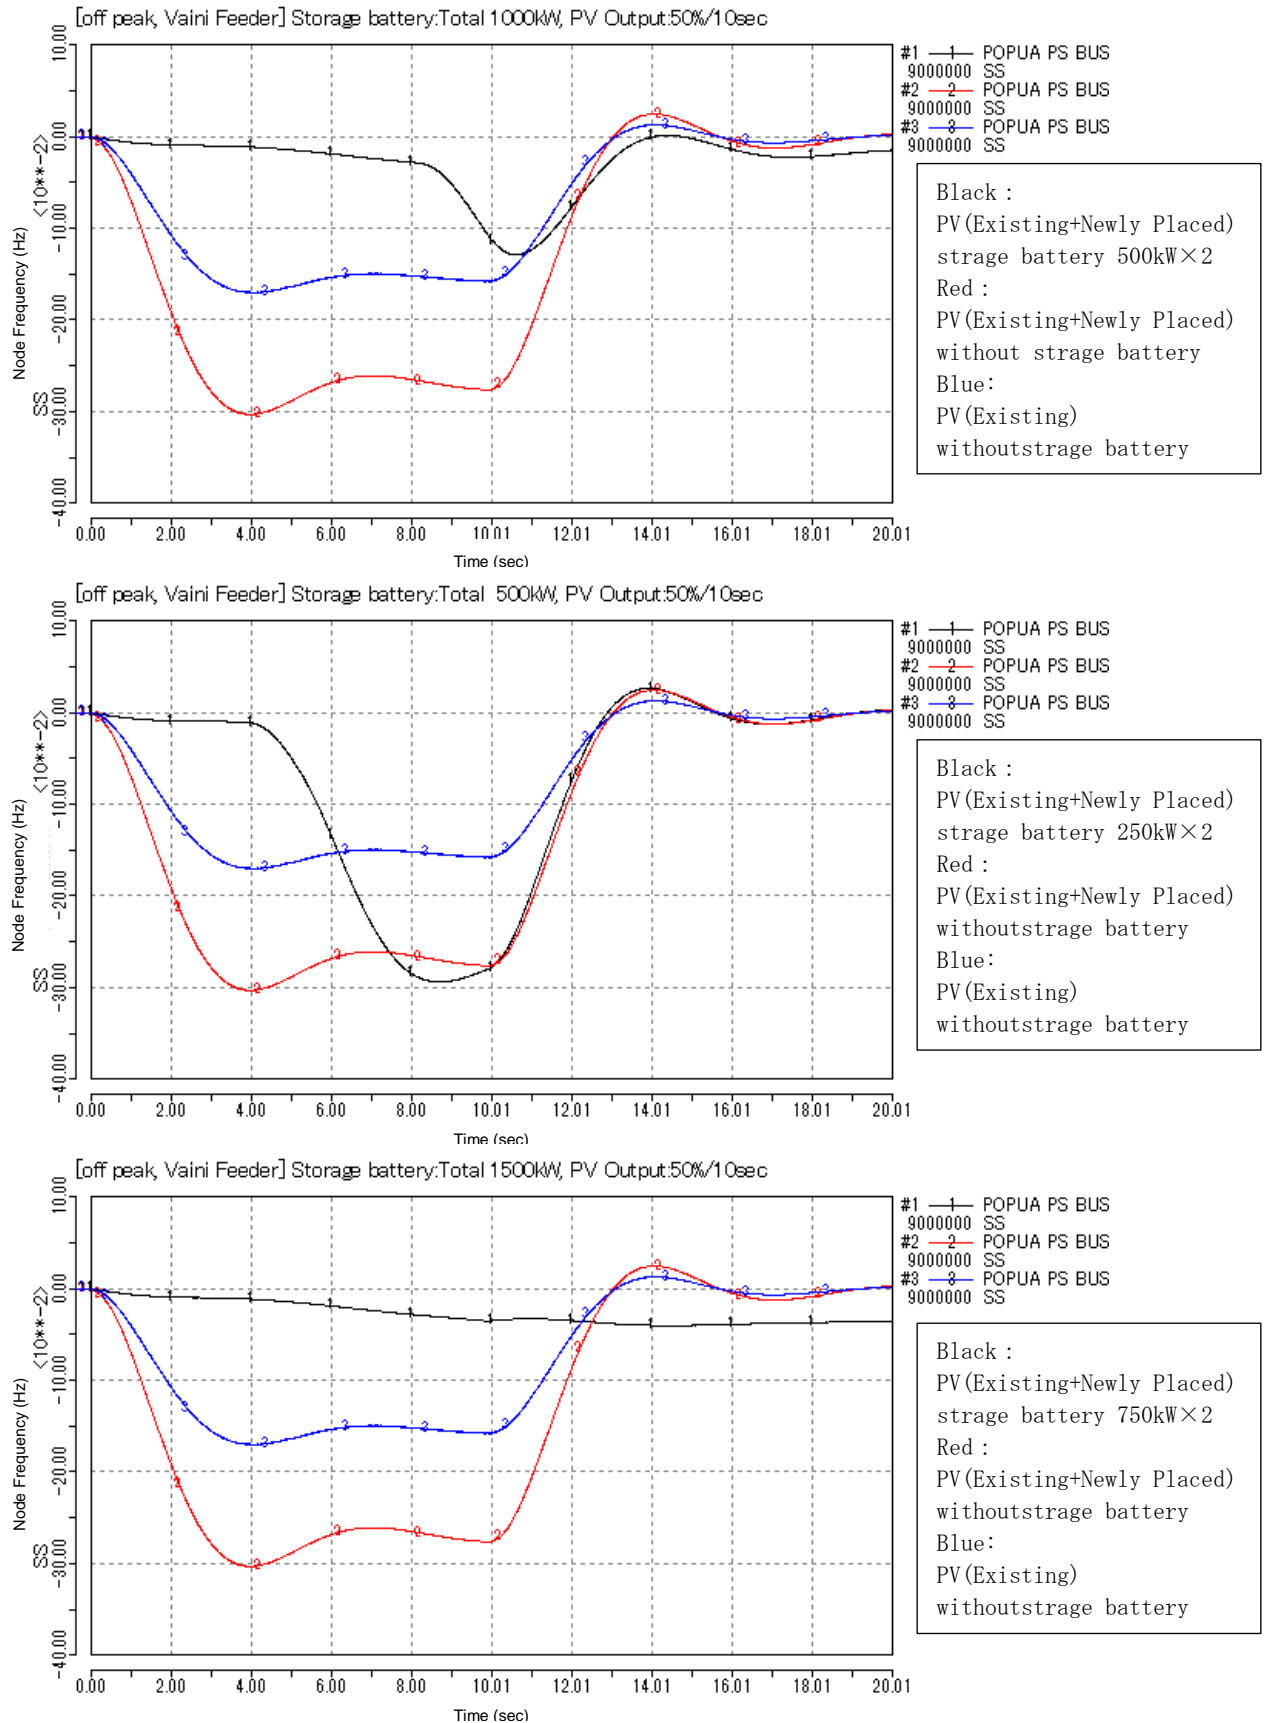 [off peak, Vaini Feeder] Storage battery:Total 1000kW, PV Output:50%/10sec
10.00
0.00
-10.00
-20.00
-30.00
-40.00
<10**-2>
SS
Node Frequency (Hz)
0.00 2.00 4.00 6.00 8.00 10.01 12.01 14.01 16.01 18.01 20.01
Time (sec)
#1 1 POPUA PS BUS
9000000 SS
#2 2 POPUA PS BUS
9000000 SS
#3 3 POPUA PS BUS
9000000 SS
Black：
PV(Existing+Newly Placed)
strage battery 500kW×2
Red：
PV(Existing+Newly Placed)
without strage battery
Blue：
PV(Existing)
withoutstrage battery
[off peak, Vaini Feeder] Storage battery:Total 500kW, PV Output:50%/10sec
10.00
0.00
-10.00
-20.00
-30.00
-40.00
<10**-2>
SS
Node Frequency (Hz)
0.00 2.00 4.00 6.00 8.00 10.01 12.01 14.01 16.01 18.01 20.01
Time (sec)
#1 1 POPUA PS BUS
9000000 SS
#2 2 POPUA PS BUS
9000000 SS
#3 3 POPUA PS BUS
9000000 SS
Black：
PV(Existing+Newly Placed)
strage battery 250kW×2
Red：
PV(Existing+Newly Placed)
withoutstrage battery
Blue：
PV(Existing)
withoutstrage battery
[off peak, Vaini Feeder] Storage battery:Total 1500kW, PV Output:50%/10sec
10.00
0.00
-10.00
-20.00
-30.00
-40.00
<10**-2>
SS
Node Frequency (Hz)
0.00 2.00 4.00 6.00 8.00 10.01 12.01 14.01 16.01 18.01 20.01
Time (sec)
#1 1 POPUA PS BUS
9000000 SS
#2 2 POPUA PS BUS
9000000 SS
#3 3 POPUA PS BUS
9000000 SS
Black：
PV(Existing+Newly Placed)
strage battery 750kW×2
Red：
PV(Existing+Newly Placed)
withoutstrage battery
Blue：
PV(Existing)
withoutstrage battery